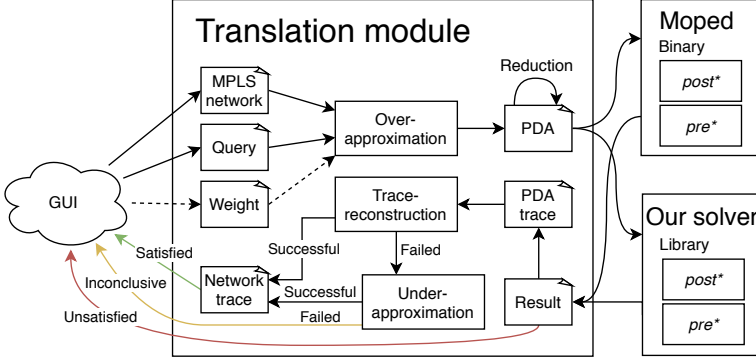 Translation module
Moped
Binary
post*
pre*
MPLS
network
Query
Weight
Over-
approximation
Reduction
PDA
GUI
Trace-
reconstruction
PDA
trace
Our solver
Library
post*
pre*
Successful
Failed
Satisfied
Network
trace
Successful
Under-
approximation
Result
Inconclusive
Failed
Unsatisfied